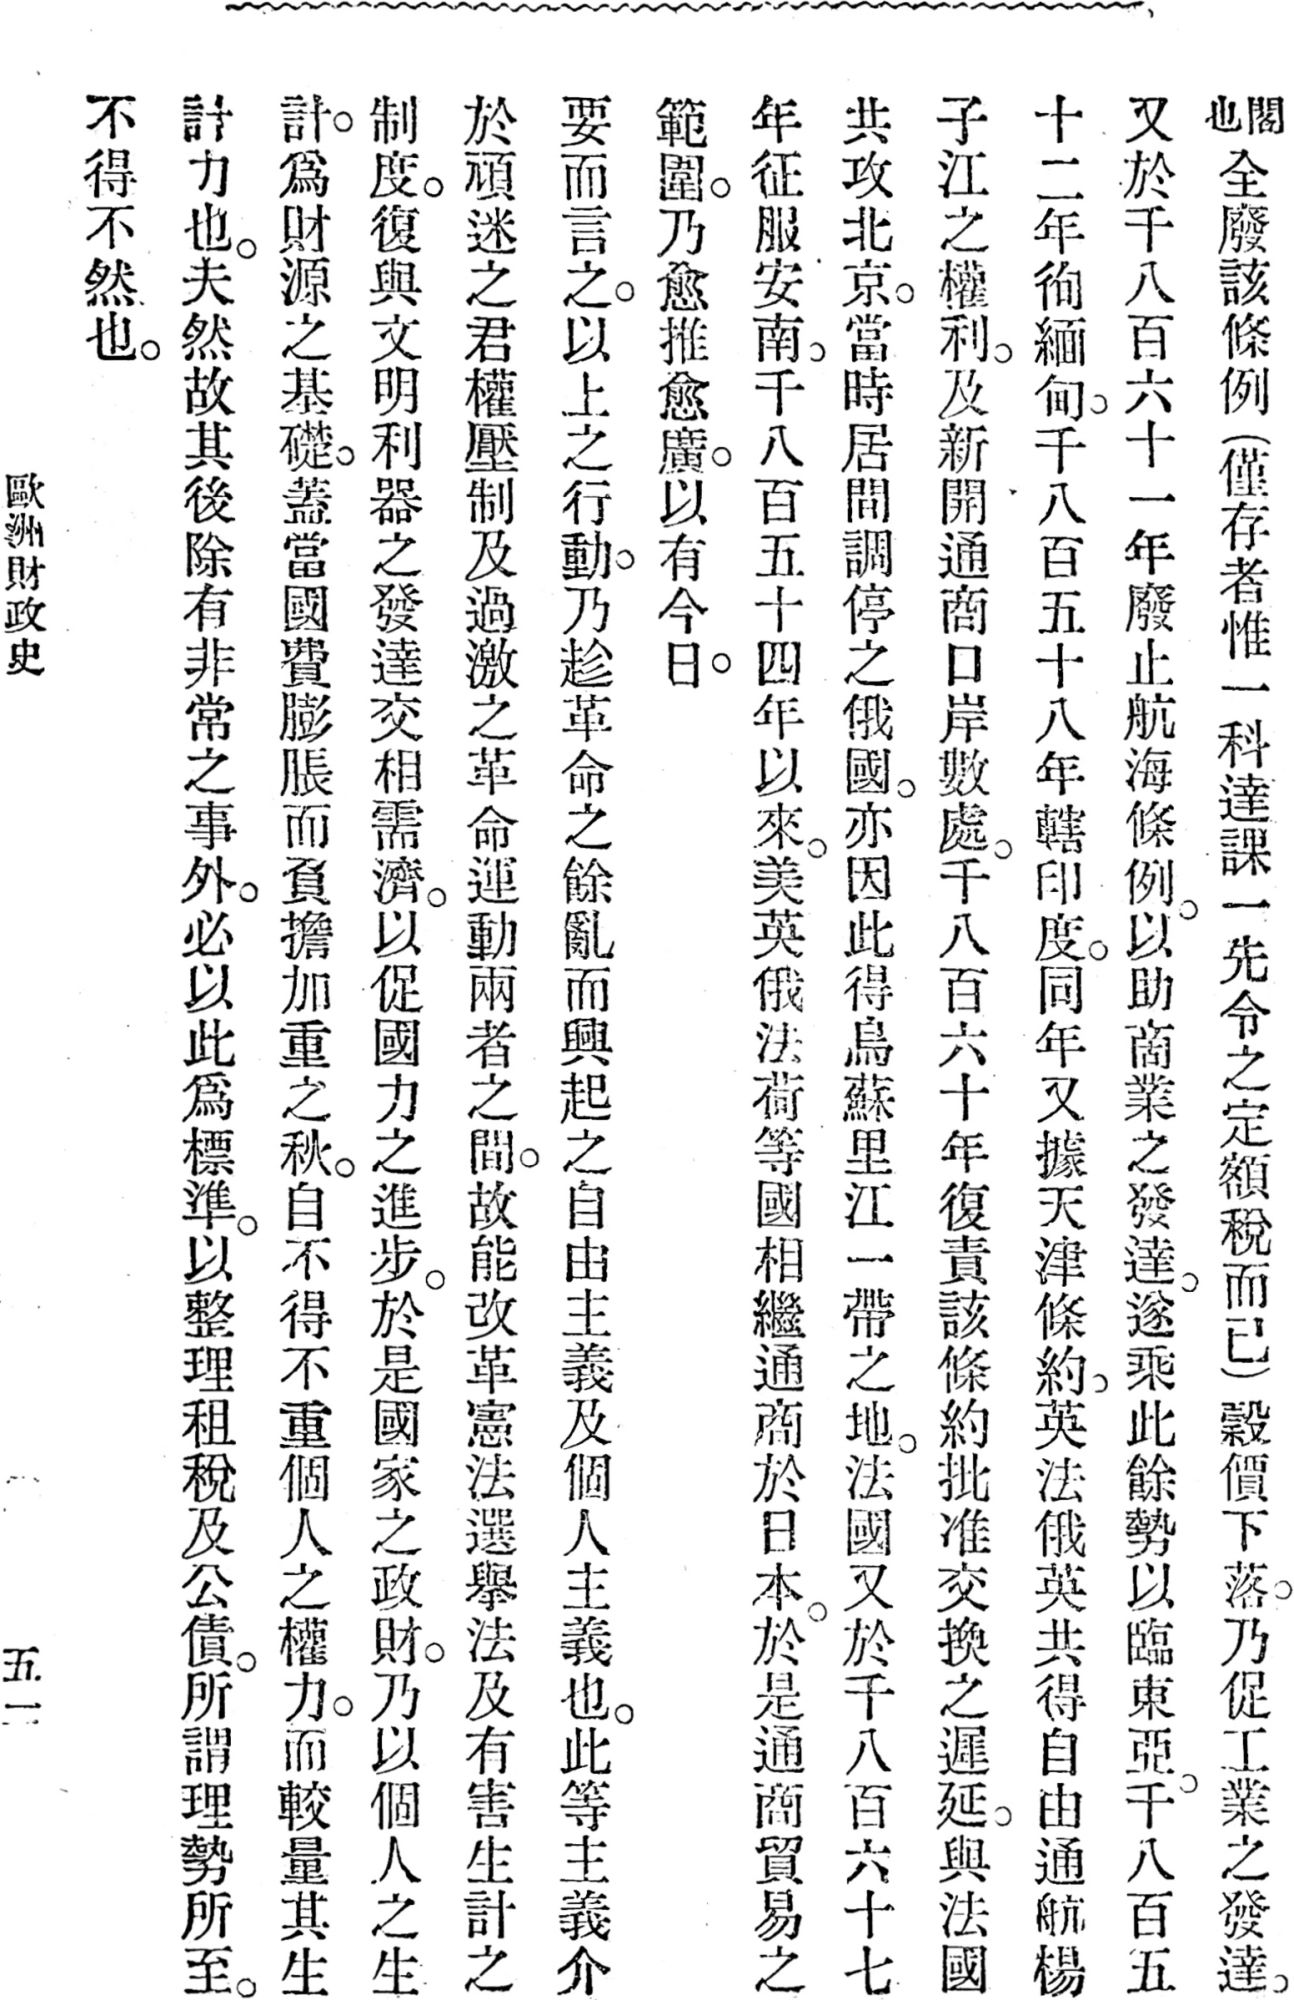 閣也全廢該條例(僅存者惟一科達課一先令之定額稅而已)穀價下落。乃促工業之發達。
又於千八百六十一年廢止航海條例。以助商業之發達。遂乘此餘勢以臨東亞。千八百五
十二年徇緬甸。千八百五十八年轄印度。同年又據天津條約。英法俄英共得自由通航楊
子江之權利。及新開通商口岸數處。千八百六十年復責該條約批准交換之遲延。與法國
共攻北京。當時居間調停之俄國。亦因此得烏蘇里江一帶之地。法國又於千八百六十七
年征服安南。千八百五十四年以來。美英俄法荷等國相繼通商於日本。於是通商貿易之
範圍。乃愈推愈廣。以有今日。
要而言之。以上之行動。乃趁革命之餘亂而興起之自由主義及個人主義也。此等主義介
於頑迷之君權壓制及過激之革命運動兩者之間。故能改革憲法選舉法及有害生計之
制度。復與文明利器之發達交相需濟。以促國力之進步。於是國家之政財。乃以個人之生
計。爲財源之基礎。蓋當國費膨脹而負擔加重之秋。自不得不重個人之權力。而較量其生
計力也。夫然故其後除有非常之事外。必以此爲標準。以整理租稅及公債。所謂理勢所至。
不得不然也。
歐洲財政史
五一